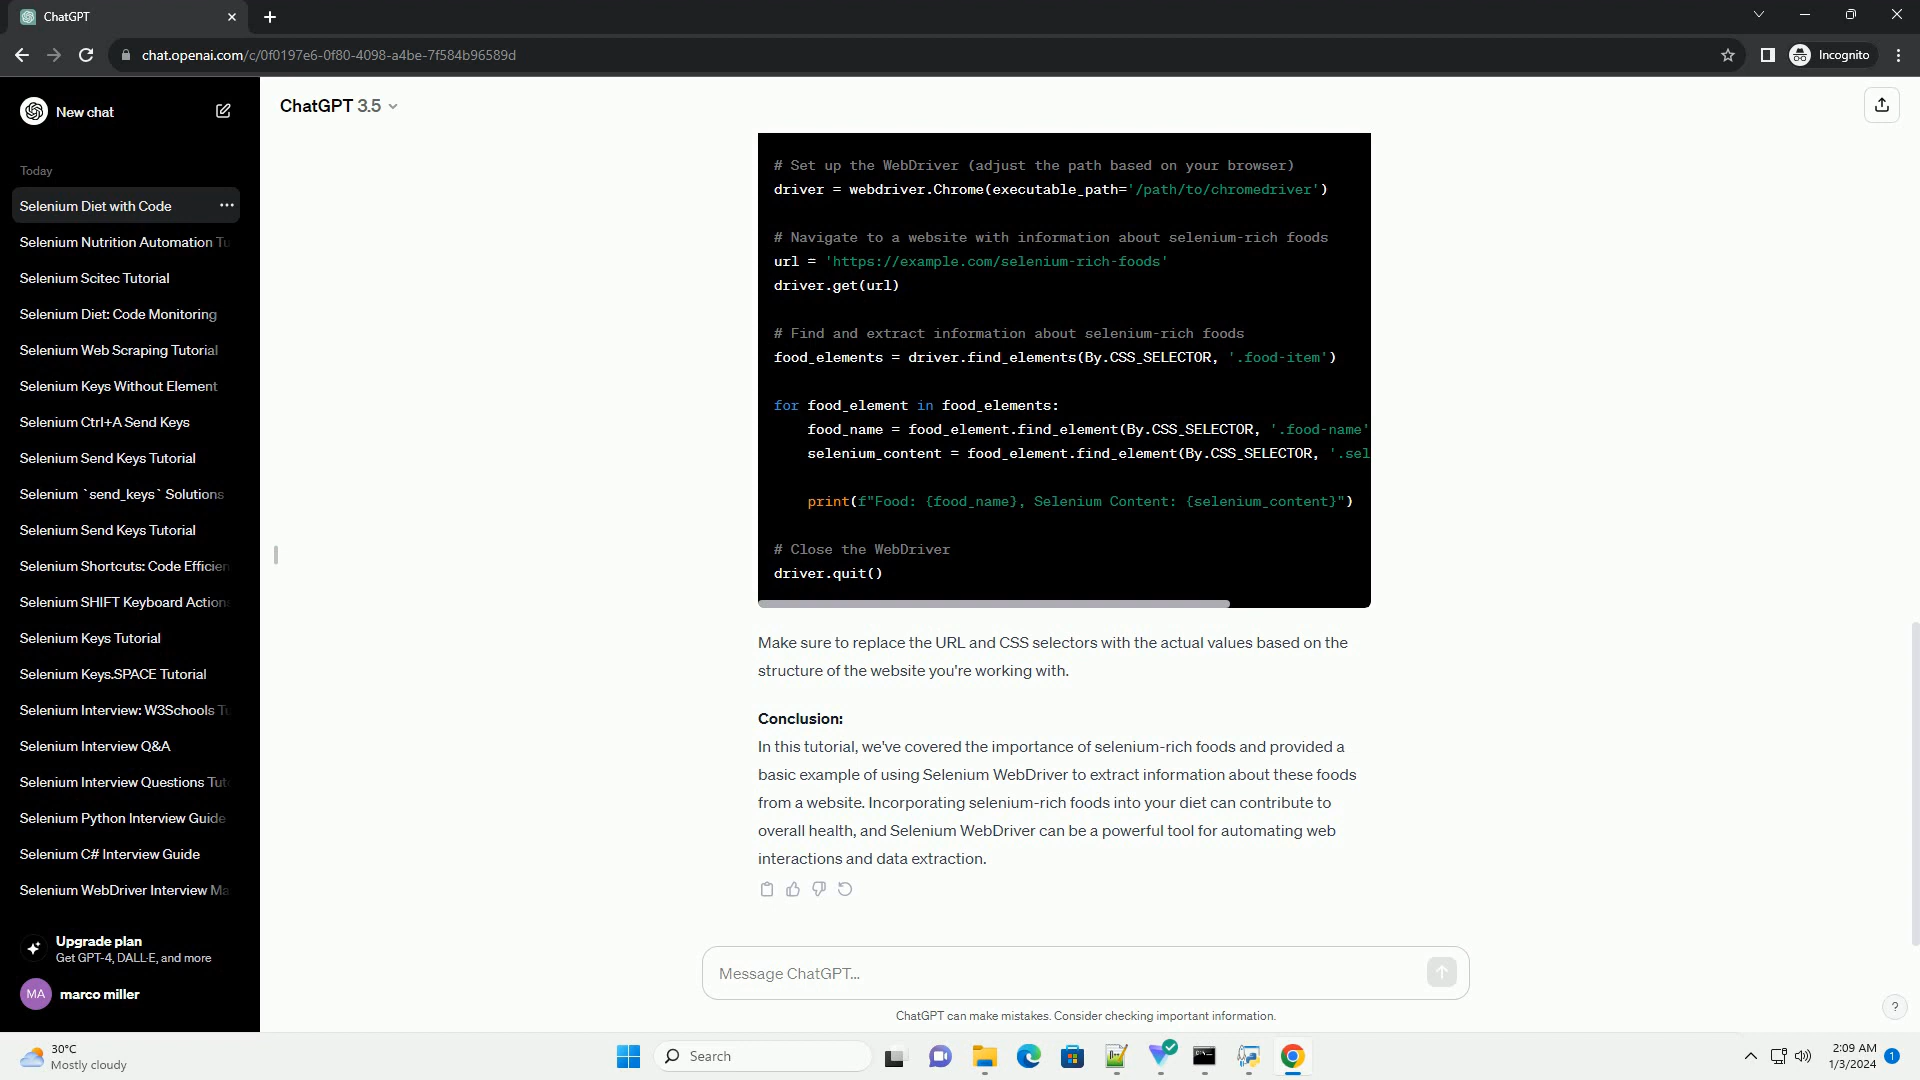 ChatGPT
chat.openai.com/c/0f0197e6-0f80-4098-a4be-7f584b96589d
Incognito
New chat
Today
Selenium Diet with Code
Selenium Nutrition Automation Tu
Selenium Scitec Tutorial
Selenium Diet: Code Monitoring
Selenium Web Scraping Tutorial
Selenium Keys Without Element
Selenium Ctrl+A Send Keys
Selenium Send Keys Tutorial
Selenium `send_keys` Solutions
Selenium Send Keys Tutorial
Selenium Shortcuts: Code Efficien
Selenium SHIFT Keyboard Actions
Selenium Keys Tutorial
Selenium Keys.SPACE Tutorial
Selenium Interview: W3Schools Tu
Selenium Interview Q&A
Selenium Interview Questions Tuto
Selenium Python Interview Guide
Selenium C# Interview Guide
Selenium WebDriver Interview Ma
Upgrade plan
Get GPT-4, DALL·E, and more
MA marco miller
ChatGPT 3.5
# Set up the WebDriver (adjust the path based on your browser)
driver = webdriver.Chrome(executable_path='/path/to/chromedriver')
# Navigate to a website with information about selenium-rich foods
url = 'https://example.com/selenium-rich-foods'
driver.get(url)
# Find and extract information about selenium-rich foods
food_elements = driver.find_elements(By.CSS_SELECTOR, '.food-item')
for food_element in food_elements:
food_name = food_element.find_element(By.CSS_SELECTOR, '.food-name'
selenium_content = food_element.find_element(By.CSS_SELECTOR, '.sel
print(f"Food: {food_name}, Selenium Content: {selenium_content}")
# Close the WebDriver
driver.quit()
Make sure to replace the URL and CSS selectors with the actual values based on the
structure of the website you're working with.
Conclusion:
In this tutorial, we've covered the importance of selenium-rich foods and provided a
basic example of using Selenium WebDriver to extract information about these foods
from a website. Incorporating selenium-rich foods into your diet can contribute to
overall health, and Selenium WebDriver can be a powerful tool for automating web
interactions and data extraction.
Message ChatGPT...
ChatGPT can make mistakes. Consider checking important information.
?
30°C
Mostly cloudy
Search
2:09 AM
1/3/2024
1